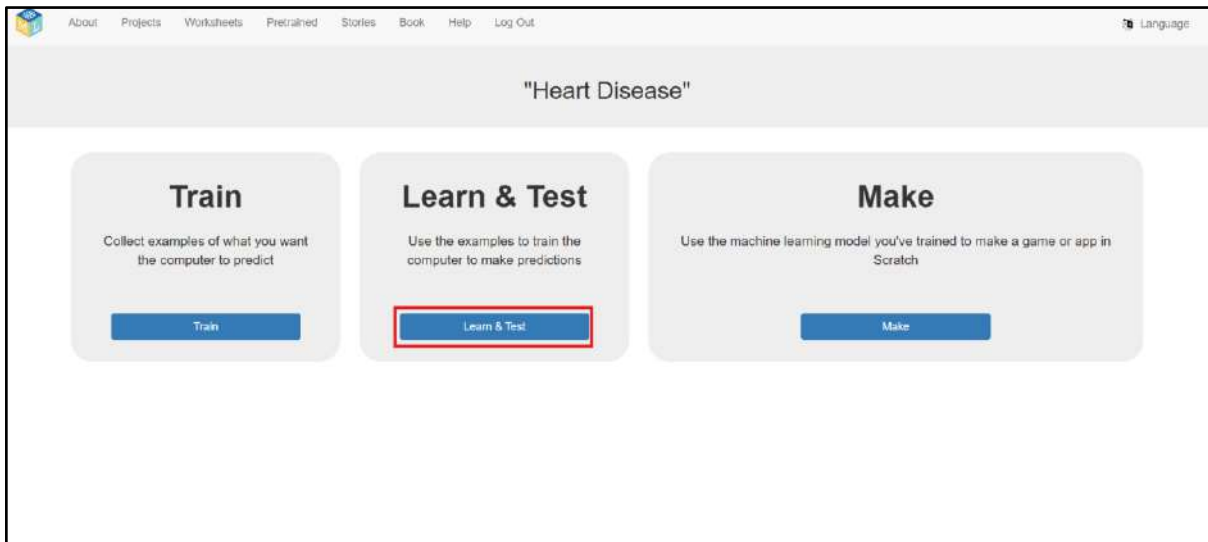 About Projects Worksheets Pretrained Stories Book Help Log Out Language
"Heart Disease"
Train
Collect examples of what you want
the computer to predict
Train
Learn & Test
Use the examples to train the
computer to make predictions
Learn & Test
Make
Use the machine learning model you've trained to make a game or app in
Scratch
Make